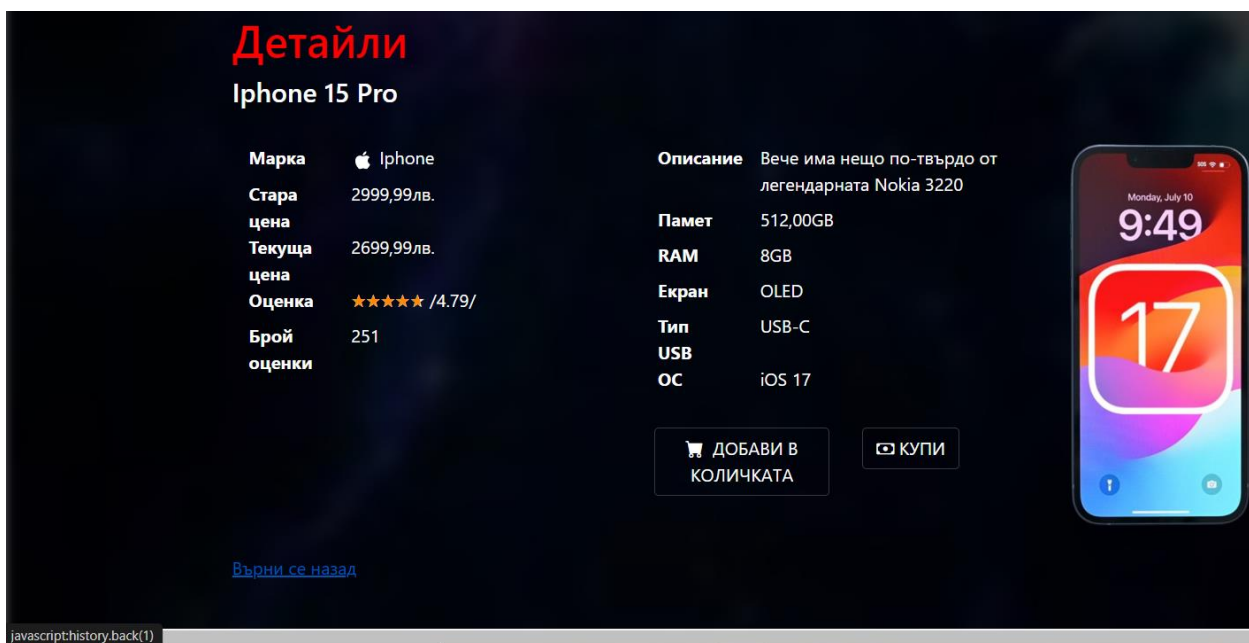 Детайли
Iphone 15 Pro
Марка Iphone
Стара цена 2999,99лв.
Текуща цена 2699,99лв.
Оценка ★★★★★ /4.79/
Брой оценки 251
Описание Вече има нещо по-твърдо от
легендарната Nokia 3220
Памет 512,00GB
RAM 8GB
Екран OLED
Тип USB USB-C
ОС iOS 17
ДОБАВИ В
КОЛИЧКАТА
КУПИ
Monday, July 10
9:49
17
Върни се назад
javascript:history.back(1)